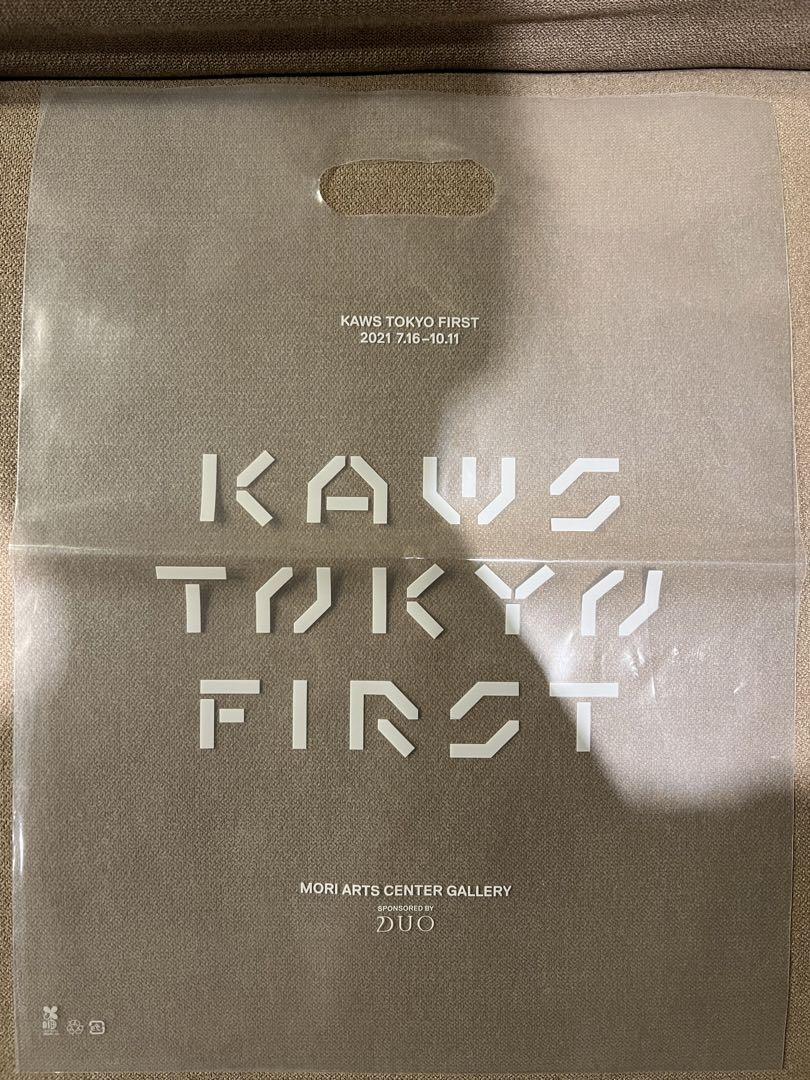 KAWS TOKYO FIRST
2021 7.16–10.11
KAWS
TOKYO
FIRST
MORI ARTS CENTER GALLERY
SPONSORED BY
DUO